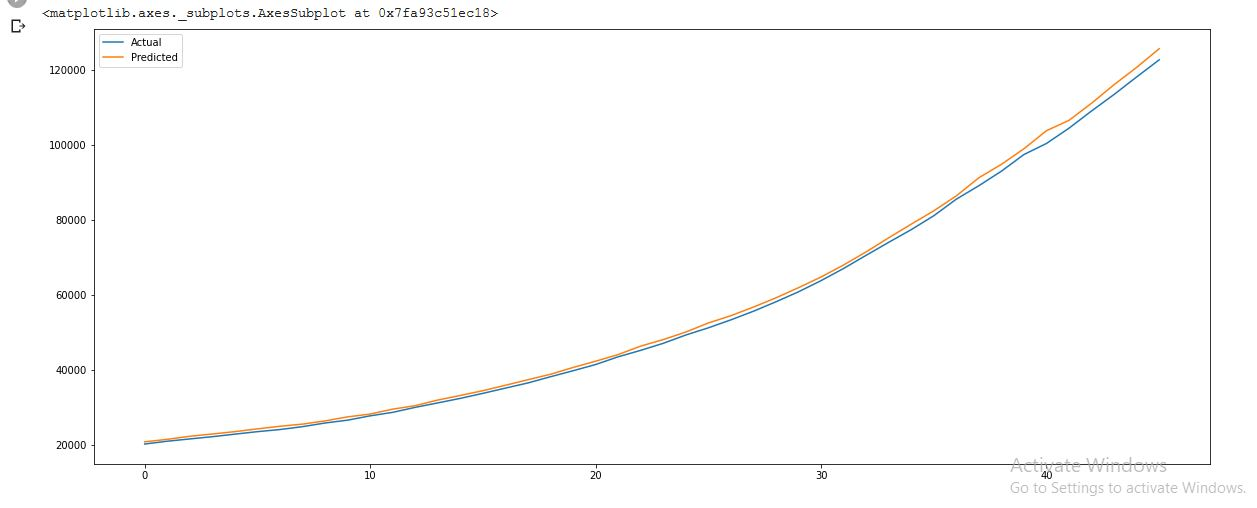 <matplotlib.axes._subplots.AxesSubplot at 0x7fa93c51ec18>
Actual
Predicted
120000
100000
80000
60000
40000
20000
0
10
20
30
40
Activate Windows
Go to Settings to activate Windows.